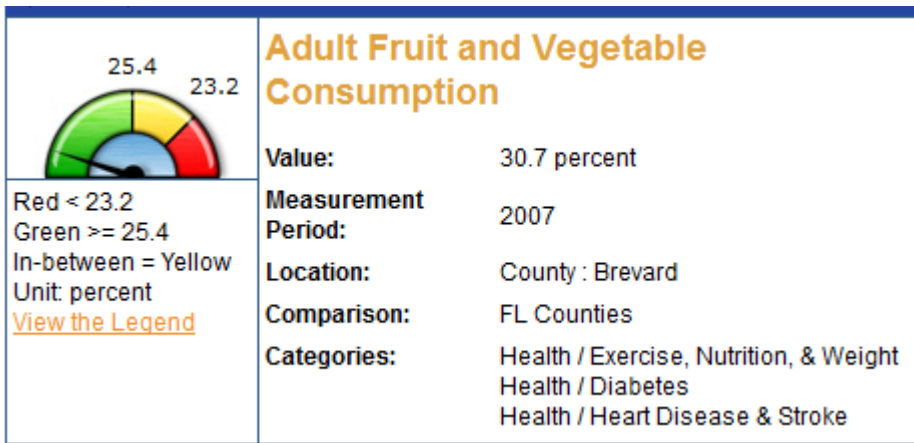 25.4
23.2
Red < 23.2
Green >= 25.4
In-between = Yellow
Unit: percent
View the Legend
Adult Fruit and Vegetable
Consumption
Value: 30.7 percent
Measurement
Period: 2007
Location: County : Brevard
Comparison: FL Counties
Categories: Health / Exercise, Nutrition, & Weight
Health / Diabetes
Health / Heart Disease & Stroke